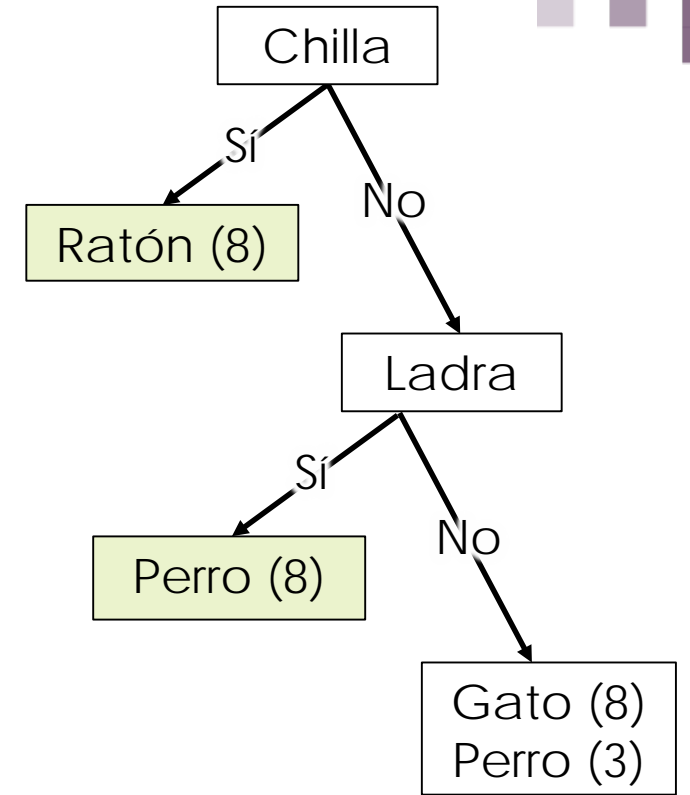 Chilla
Sí
No
Ratón (8)
Ladra
Sí
No
Perro (8)
Gato (8)
Perro (3)